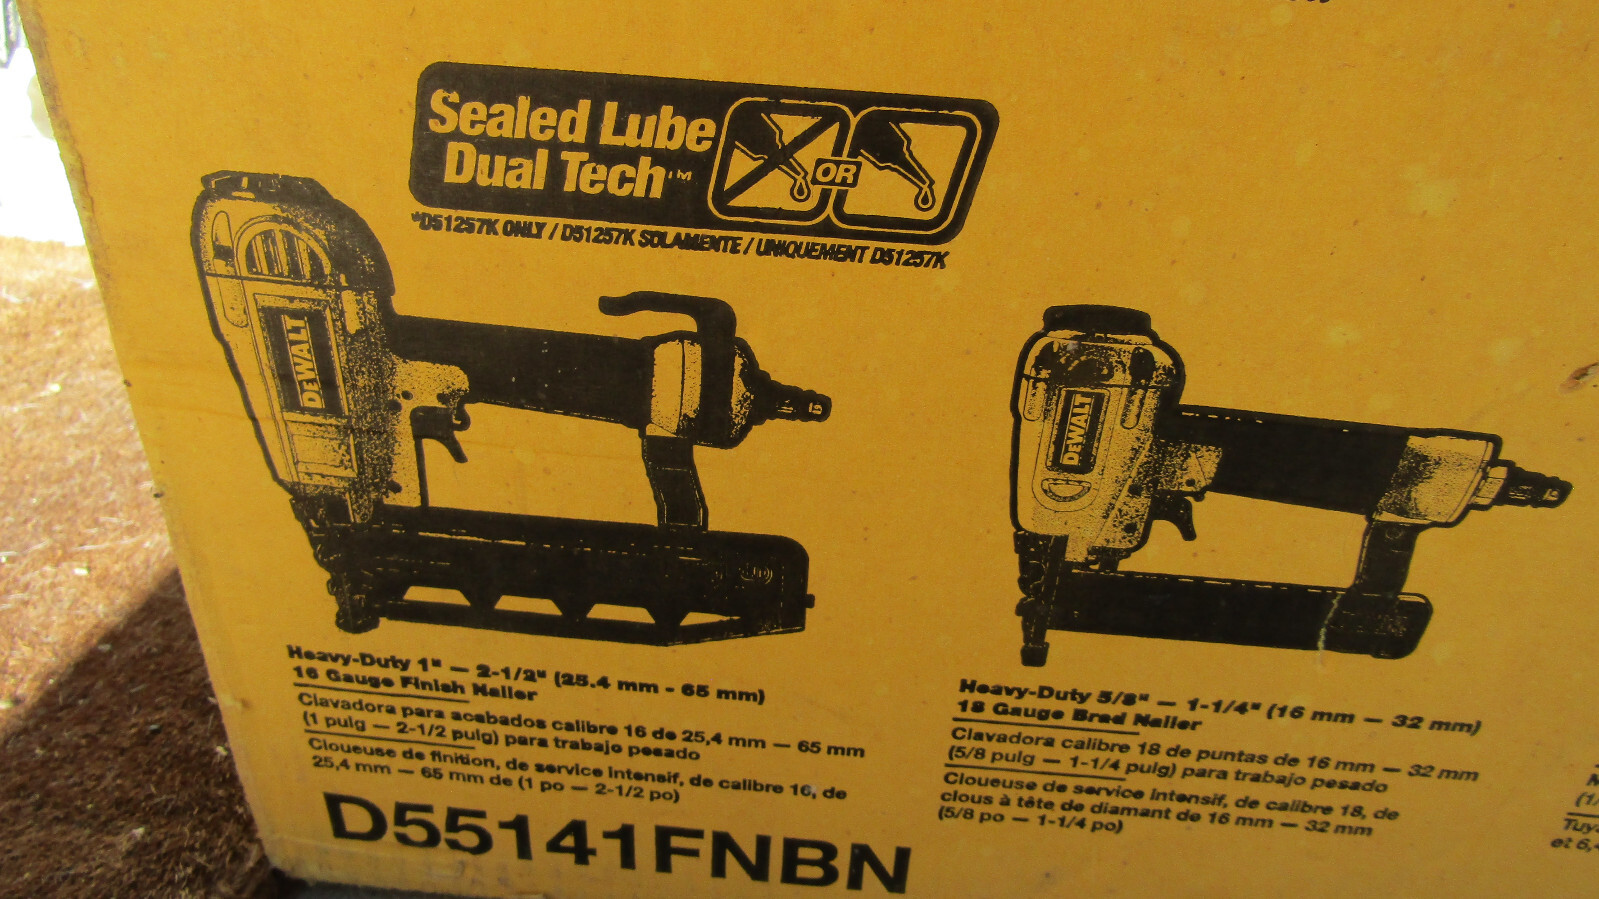 Sealed Lube
Dual Tech™
OR
*D51257K ONLY / D51257K SOLAMENTE / UNIQUEMENT D51257K
DEWALT
DEWALT
Heavy-Duty 1" — 2-1/2" (25.4 mm - 65 mm)
16 Gauge Finish Nailer
Clavadora para acabados calibre 16 de 25,4 mm — 65 mm
(1 pulg — 2-1/2 pulg) para trabajo pesado
Cloueuse de finition, de service intensif, de calibre 16, de
25,4 mm — 65 mm de (1 po — 2-1/2 po)
Heavy-Duty 5/8" — 1-1/4" (16 mm — 32 mm)
18 Gauge Brad Nailer
Clavadora calibre 18 de puntas de 16 mm — 32 mm
(5/8 pulg — 1-1/4 pulg) para trabajo pesado
Cloueuse de service intensif, de calibre 18, de
clous à tête de diamant de 16 mm — 32 mm
(5/8 po — 1-1/4 po)
D55141FNBN